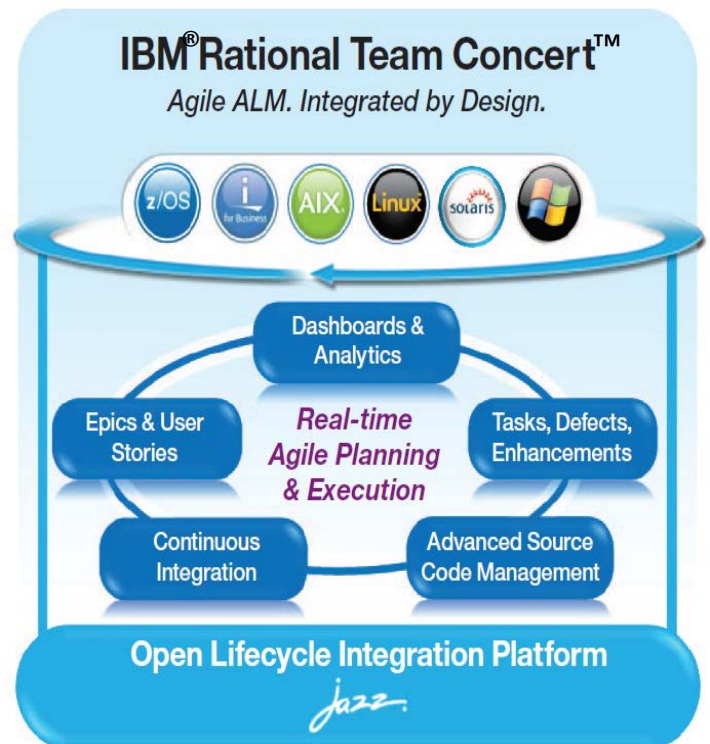 IBM® Rational Team Concert™
Agile ALM. Integrated by Design.
z/OS
i
for Business
AIX
Linux
solaris
Dashboards &
Analytics
Epics & User
Stories
Real-time
Agile Planning
& Execution
Tasks, Defects,
Enhancements
Continuous
Integration
Advanced Source
Code Management
Open Lifecycle Integration Platform
jazz